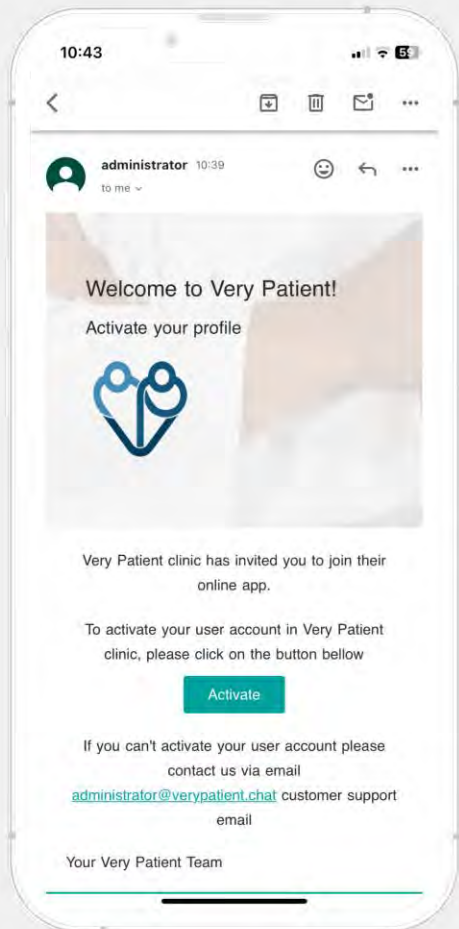 10:43
59
administrator 10:39
to me
Welcome to Very Patient!
Activate your profile
Very Patient clinic has invited you to join their
online app.
To activate your user account in Very Patient
clinic, please click on the button bellow
Activate
If you can't activate your user account please
contact us via email
administrator@verypatient.chat customer support
email
Your Very Patient Team